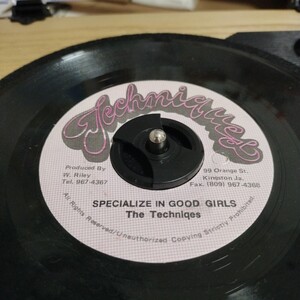 Techniques
Produced By
W. Riley
Tel. 967-4367
99 Orange St.
Kingston Ja.
Fax. (809) 967-4365
SPECIALIZE IN GOOD GIRLS
The Techniqes
All Rights Reserved/Unauthorized Copying Strictly Prohibited.